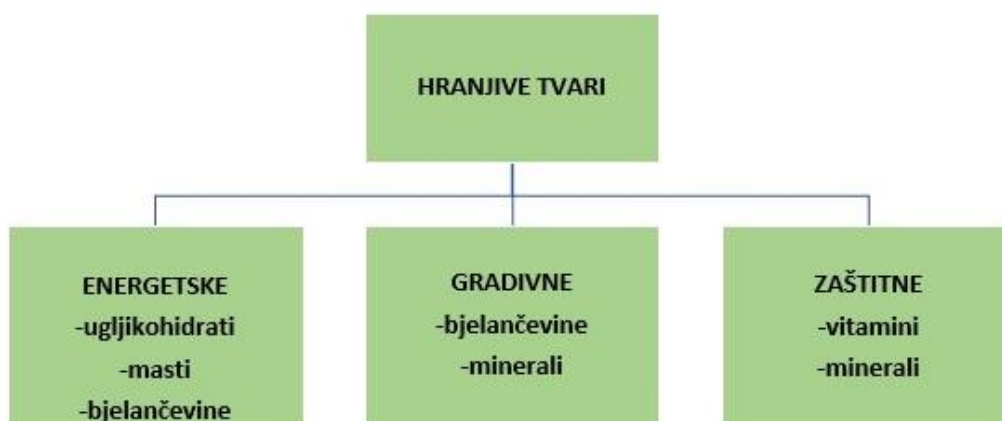 HRANJIVE TVARI
ENERGETSKE
-ugljikohidrati
-masti
-bjelančevine
GRADIVNE
-bjelančevine
-minerali
ZAŠTITNE
-vitamini
-minerali